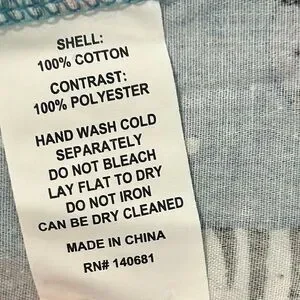 SHELL:
100% COTTON
CONTRAST:
100% POLYESTER
HAND WASH COLD
SEPARATELY
DO NOT BLEACH
LAY FLAT TO DRY
DO NOT IRON
CAN BE DRY CLEANED
MADE IN CHINA
RN# 140681